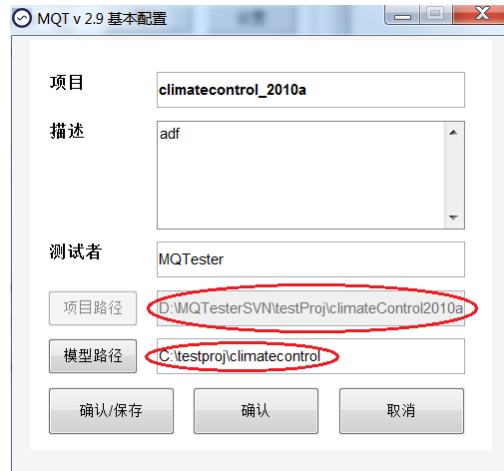 MQT v 2.9 基本配置
项目
climatecontrol_2010a
描述
adf
测试者
MQTester
项目路径
D:\MQTesterSVN\testProj\climateControl2010a
模型路径
C:\testproj\climatecontrol
确认/保存
确认
取消